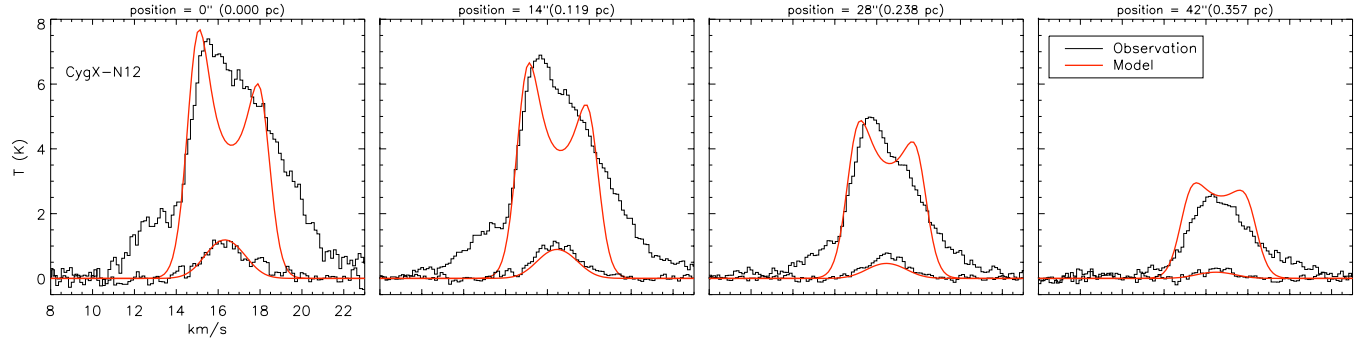 position = 0" (0.000 pc)
position = 14"(0.119 pc)
position = 28"(0.238 pc)
position = 42"(0.357 pc)
8
6
4
2
0
T (K)
CygX-N12
Observation
Model
8 10 12 14 16 18 20 22
km/s